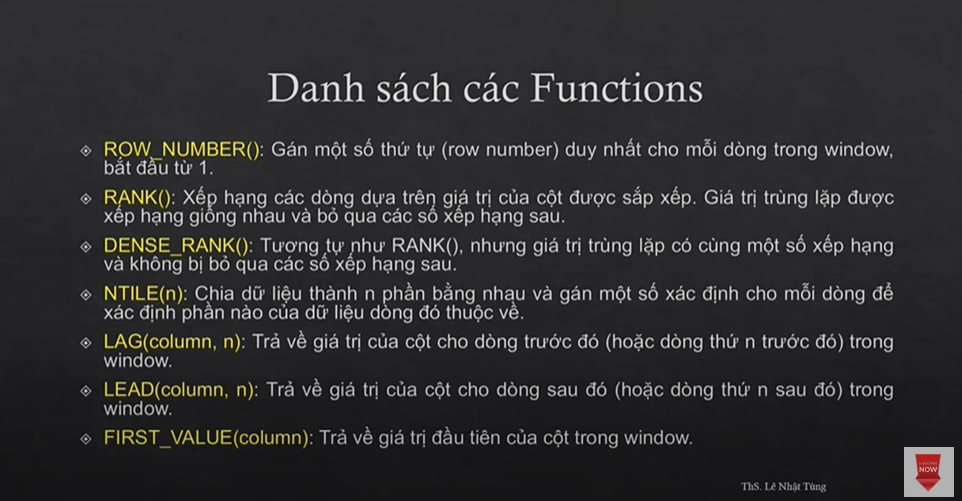 Danh sách các Functions
ROW_NUMBER(): Gán một số thứ tự (row number) duy nhất cho mỗi dòng trong window,
bắt đầu từ 1.
RANK(): Xếp hạng các dòng dựa trên giá trị của cột được sắp xếp. Giá trị trùng lặp được
xếp hạng giống nhau và bỏ qua các số xếp hạng sau.
DENSE_RANK(): Tương tự như RANK(), nhưng giá trị trùng lặp có cùng một số xếp hạng
và không bị bỏ qua các số xếp hạng sau.
NTILE(n): Chia dữ liệu thành n phần bằng nhau và gán một số xác định cho mỗi dòng để
xác định phần nào của dữ liệu dòng đó thuộc về.
LAG(column, n): Trả về giá trị của cột cho dòng trước đó (hoặc dòng thứ n trước đó) trong
window.
LEAD(column, n): Trả về giá trị của cột cho dòng sau đó (hoặc dòng thứ n sau đó) trong
window.
FIRST_VALUE(column): Trả về giá trị đầu tiên của cột trong window.
NOW
ThS. Lê Nhật Tùng